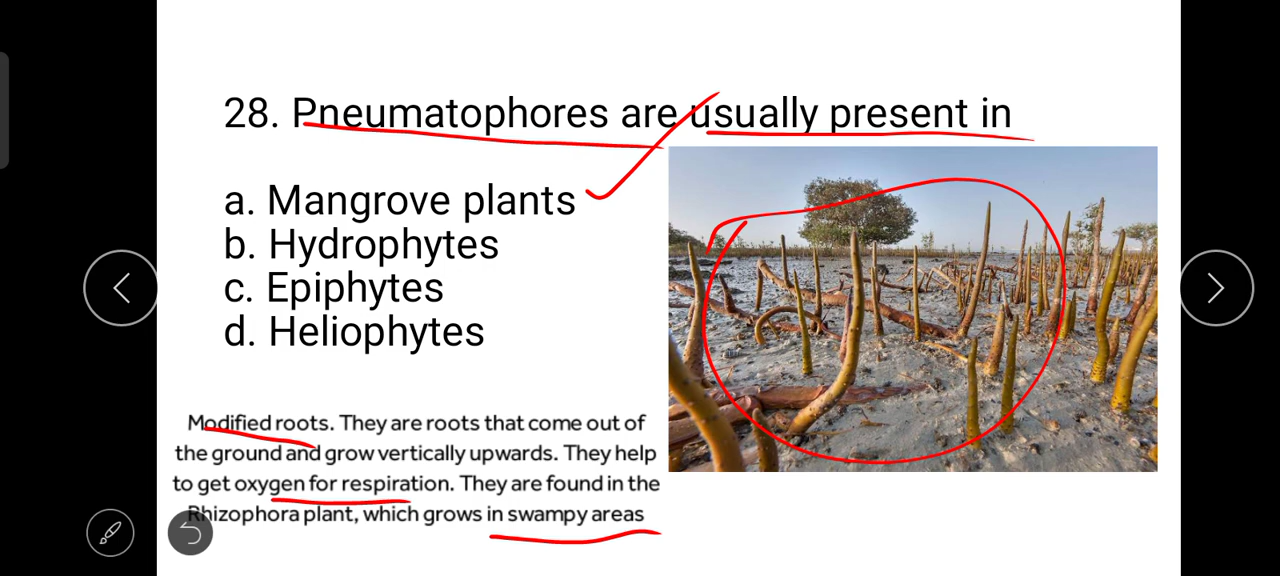 28. Pneumatophores are usually present in
a. Mangrove plants
b. Hydrophytes
c. Epiphytes
d. Heliophytes
Modified roots. They are roots that come out of
the ground and grow vertically upwards. They help
to get oxygen for respiration. They are found in the
Rhizophora plant, which grows in swampy areas